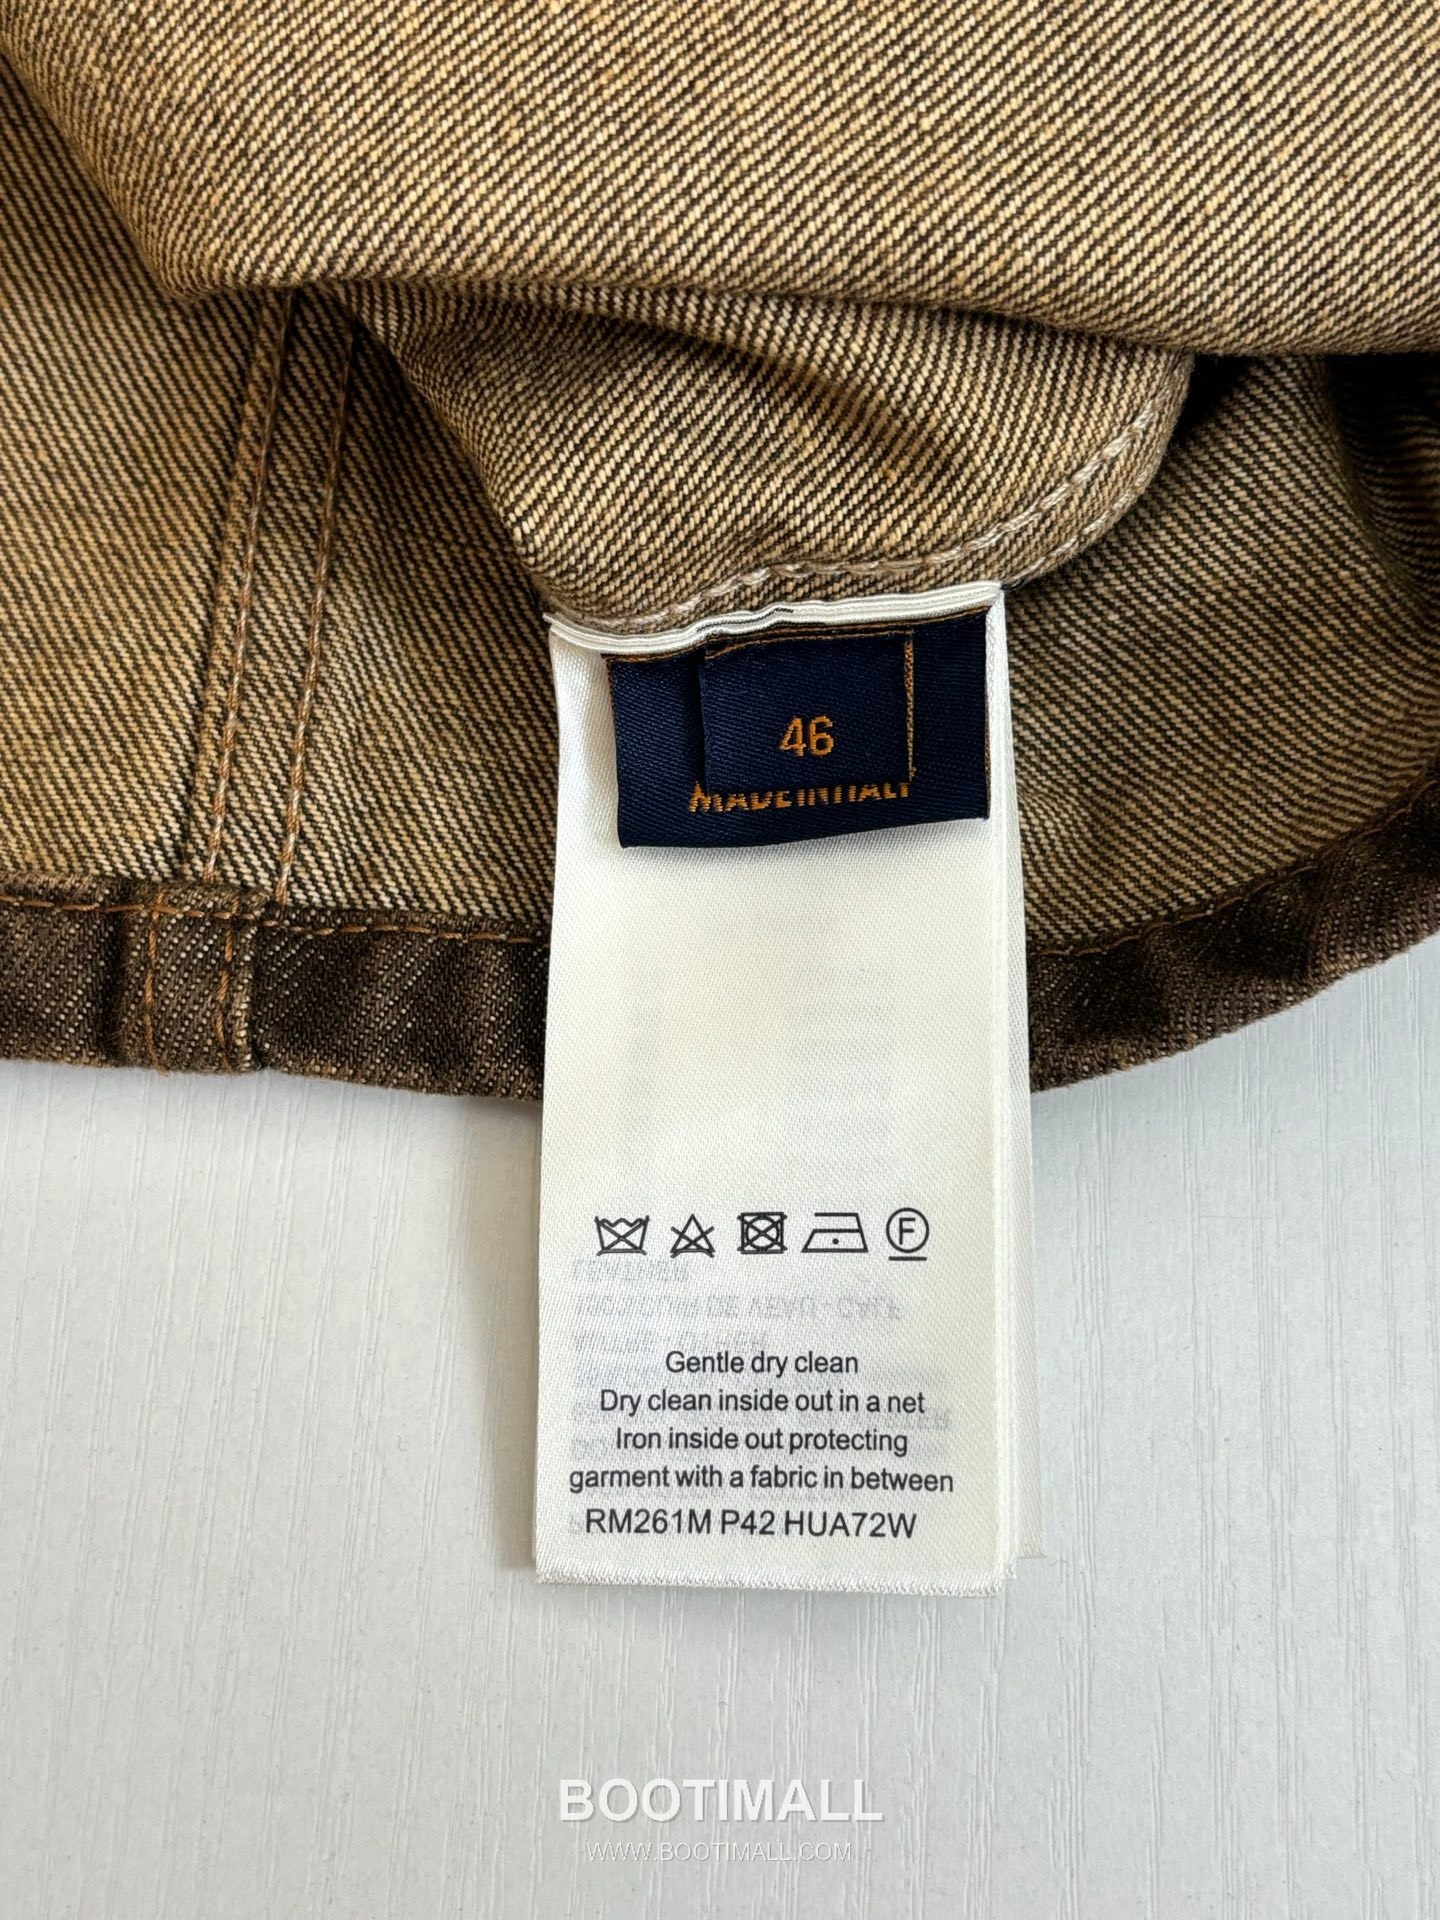 46
MADE IN ITALY
F
Gentle dry clean
Dry clean inside out in a net
Iron inside out protecting
garment with a fabric in between
RM261M P42 HUA72W
BOOTIMALL
WWW.BOOTIMALL.COM